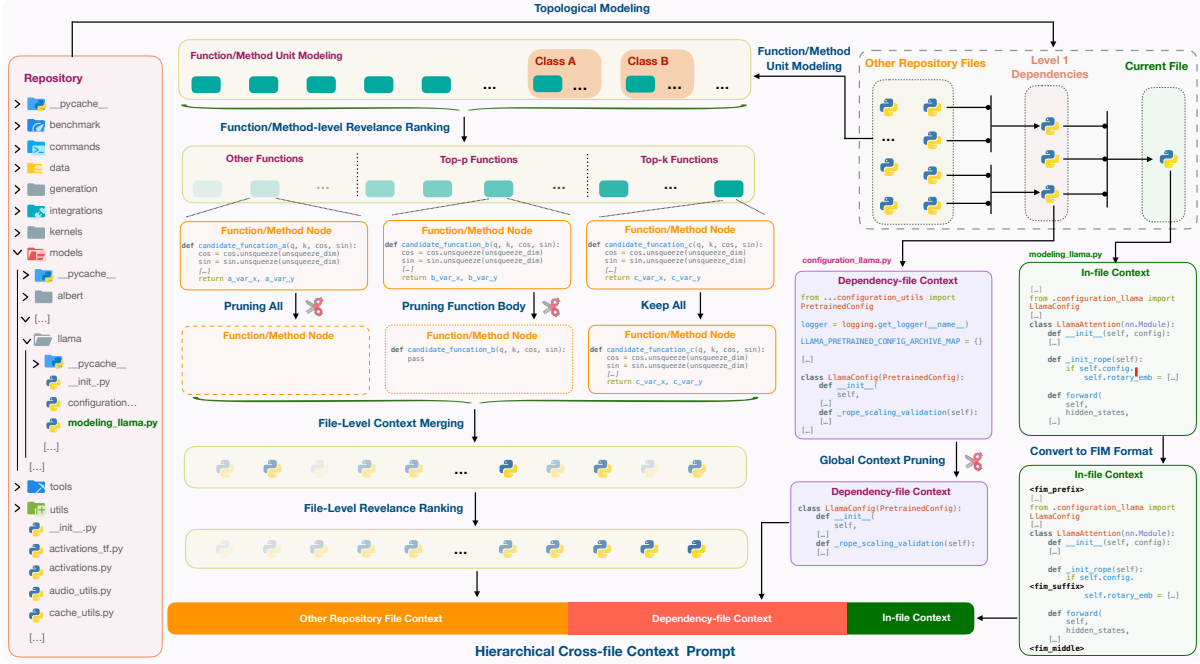 Topological Modeling
Repository
__pycache__
benchmark
commands
data
generation
integrations
kernels
models
__pycache__
albert
[...]
llama
__pycache__
__init_.py
configuration...
modeling_llama.py
[...]
[...]
tools
utils
__init__.py
activations_tf.py
activations.py
audio_utils.py
cache_utils.py
[...]
Function/Method Unit Modeling
...
Class A
...
Class B
...
...
Function/Method-level Revelance Ranking
Other Functions
Top-p Functions
Top-k Functions
...
...
...
Function/Method Node
def candidate_funcation_a(q, k, cos, sin):
cos = cos.unsqueeze(unsqueeze_dim)
sin = sin.unsqueeze(unsqueeze_dim)
[…]
return a_var_x, a_var_y
Function/Method Node
def candidate_funcation_b(q, k, cos, sin):
cos = cos.unsqueeze(unsqueeze_dim)
sin = sin.unsqueeze(unsqueeze_dim)
[…]
return b_var_x, b_var_y
Function/Method Node
def candidate_funcation_c(q, k, cos, sin):
cos = cos.unsqueeze(unsqueeze_dim)
sin = sin.unsqueeze(unsqueeze_dim)
[…]
return c_var_x, c_var_y
Pruning All
Pruning Function Body
Keep All
Function/Method Node
Function/Method Node
def candidate_funcation_b(q, k, cos, sin):
pass
Function/Method Node
def candidate_funcation_c(q, k, cos, sin):
cos = cos.unsqueeze(unsqueeze_dim)
sin = sin.unsqueeze(unsqueeze_dim)
[…]
return c_var_x, c_var_y
File-Level Context Merging
...
File-Level Revelance Ranking
...
Function/Method
Unit Modeling
Other Repository Files
Level 1
Dependencies
Current File
...
configuration_llama.py
Dependency-file Context
from ...configuration_utils import
PretrainedConfig
logger = logging.get_logger(__name__)
LLAMA_PRETRAINED_CONFIG_ARCHIVE_MAP = {}
[…]
class LlamaConfig(PretrainedConfig):
def __init__(
self,
[…]
def _rope_scaling_validation(self):
[…]
Global Context Pruning
Dependency-file Context
class LlamaConfig(PretrainedConfig):
def __init__(
self,
[…]
def _rope_scaling_validation(self):
[…]
modeling_llama.py
In-file Context
[…]
from .configuration_llama import
LlamaConfig
[…]
class LlamaAttention(nn.Module):
def __init__(self, config):
[…]
def _init_rope(self):
if self.config.
self.rotary_emb = […]
def forward(
self,
hidden_states,
[…]
Convert to FIM Format
In-file Context
<fim_prefix>
[…]
from .configuration_llama import
LlamaConfig
[…]
class LlamaAttention(nn.Module):
def __init__(self, config):
[…]
def _init_rope(self):
if self.config.
<fim_suffix>
self.rotary_emb = […]
def forward(
self,
hidden_states,
[…]
<fim_middle>
Other Repository File Context
Dependency-file Context
In-file Context
Hierarchical Cross-file Context Prompt